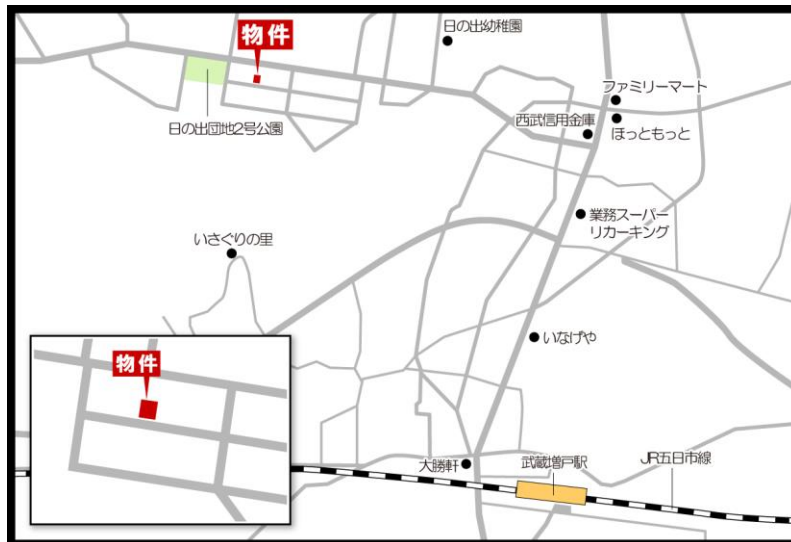 物件
日の出幼稚園
ファミリーマート
西武信用金庫
ほっともっと
日の出団地2号公園
業務スーパー
リカーキング
いさぐりの里
いなげや
物件
大勝軒
武蔵増戸駅
JR五日市線